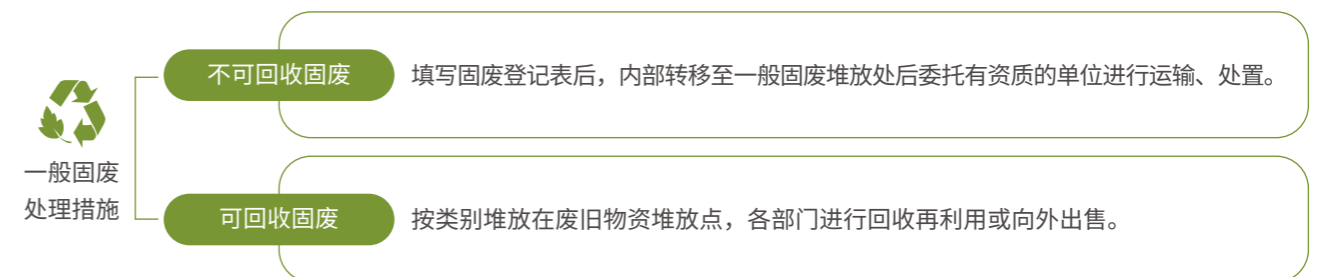 不可回收固废
填写固废登记表后，内部转移至一般固废堆放处后委托有资质的单位进行运输、处置。
一般固废
处理措施
可回收固废
按类别堆放在废旧物资堆放点，各部门进行回收再利用或向外出售。